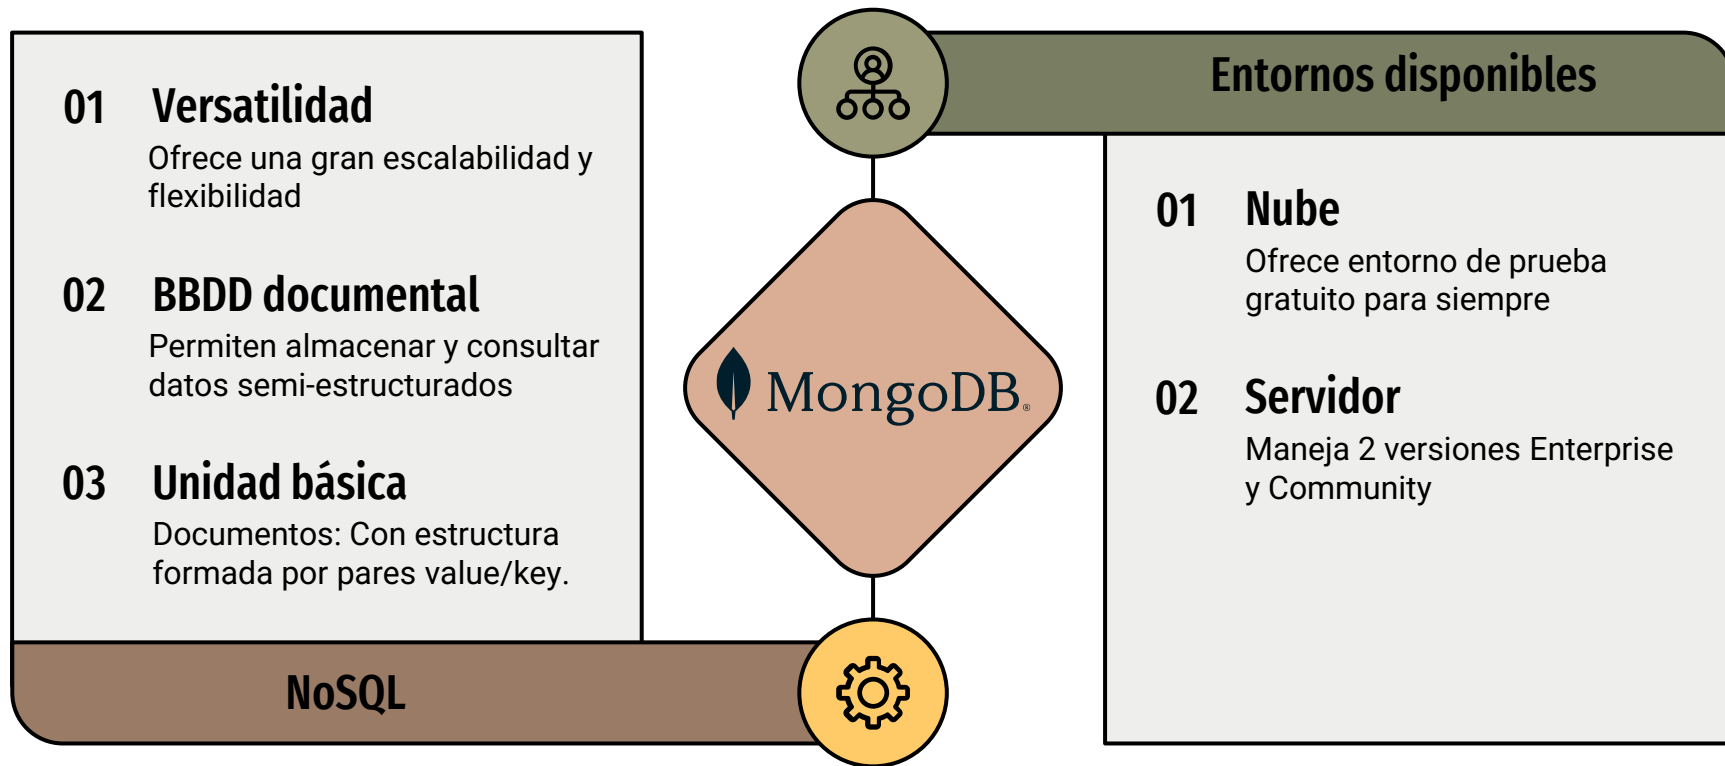 01 Versatilidad
Ofrece una gran escalabilidad y
flexibilidad
02 BBDD documental
Permiten almacenar y consultar
datos semi-estructurados
03 Unidad básica
Documentos: Con estructura
formada por pares value/key.
NoSQL
MongoDB®
Entornos disponibles
01 Nube
Ofrece entorno de prueba
gratuito para siempre
02 Servidor
Maneja 2 versiones Enterprise
y Community